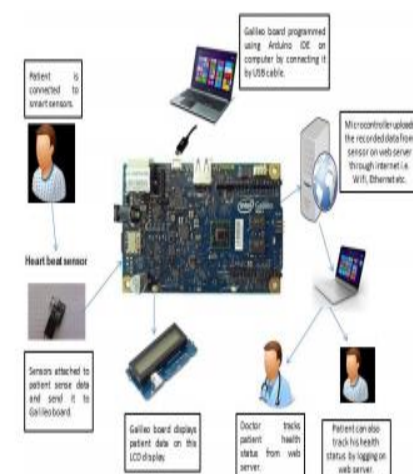 Galileo board programmed
using Arduino IDE on
computer by connecting it
by USB cable.
Patient is
connected to
smart sensors.
Microcontroller uploads
the recorded data from
sensor on web server
through internet i.e.
Wifi, Ethernet etc.
intel Galileo
Heart beat sensor
Sensors attached to
patient sense data
and send it to
Galileo board.
Galileo board displays
patient data on this
LCD display.
Doctor tracks
patient health
status from web
server.
Patient can also
track his health
status by logging on
web server.